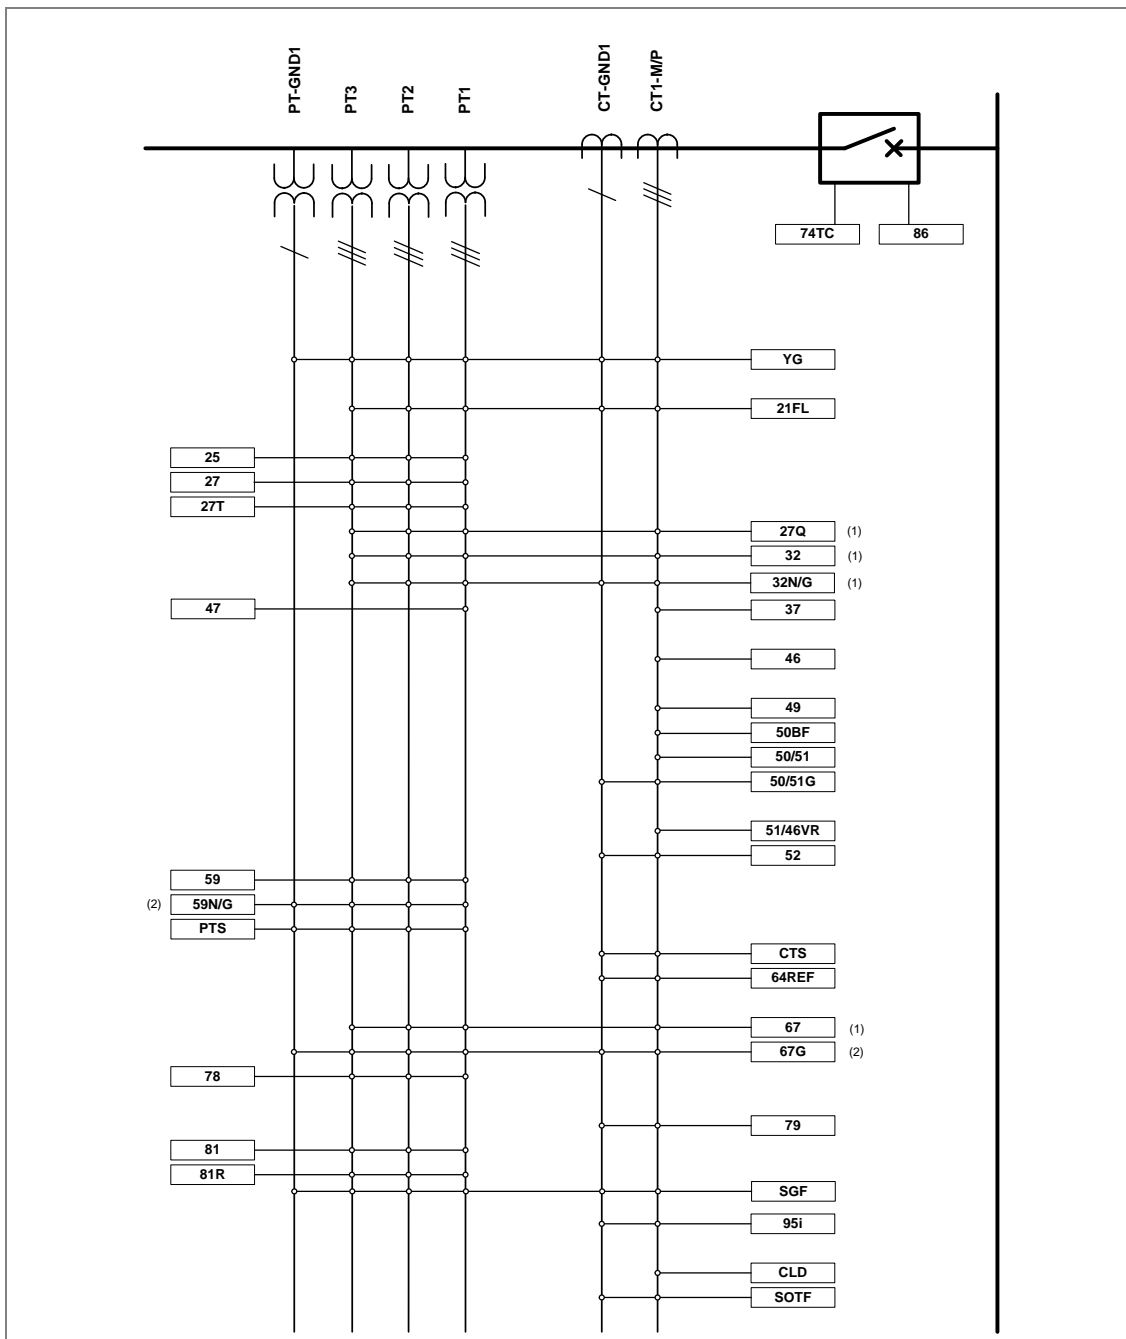 PT-GND1
PT3
PT2
PT1
CT-GND1
CT1-M/P
74TC
86
YG
21FL
25
27
27T
27Q (1)
32 (1)
32N/G (1)
47
37
46
49
50BF
50/51
50/51G
51/46VR
52
59
(2) 59N/G
PTS
CTS
64REF
67 (1)
67G (2)
78
79
81
81R
SGF
95i
CLD
SOTF